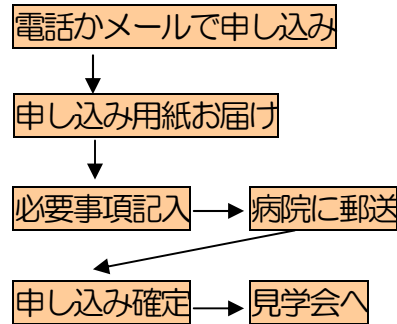 電話かメールで申し込み
申し込み用紙お届け
必要事項記入
病院に郵送
申し込み確定
見学会へ